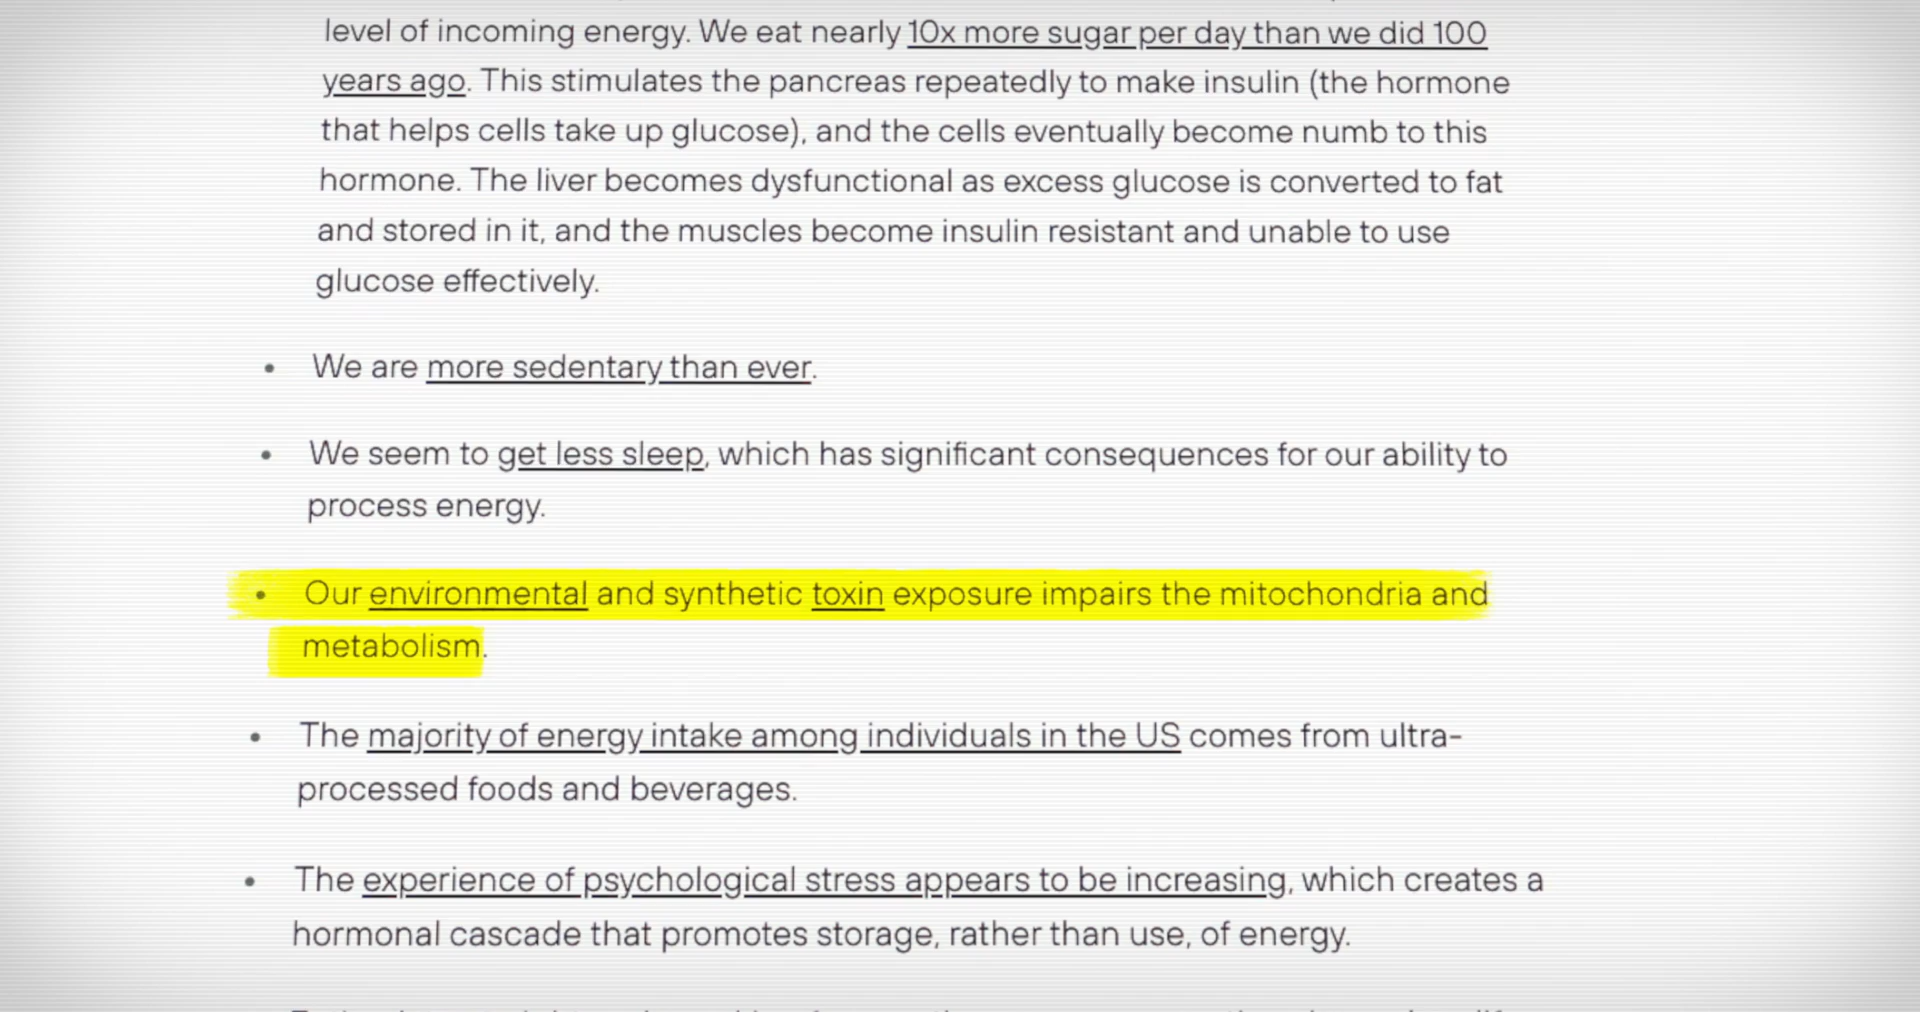 level of incoming energy. We eat nearly 10x more sugar per day than we did 100
years ago. This stimulates the pancreas repeatedly to make insulin (the hormone
that helps cells take up glucose), and the cells eventually become numb to this
hormone. The liver becomes dysfunctional as excess glucose is converted to fat
and stored in it, and the muscles become insulin resistant and unable to use
glucose effectively.
• We are more sedentary than ever.
• We seem to get less sleep, which has significant consequences for our ability to
process energy.
• Our environmental and synthetic toxin exposure impairs the mitochondria and
metabolism.
• The majority of energy intake among individuals in the US comes from ultra-
processed foods and beverages.
• The experience of psychological stress appears to be increasing, which creates a
hormonal cascade that promotes storage, rather than use, of energy.